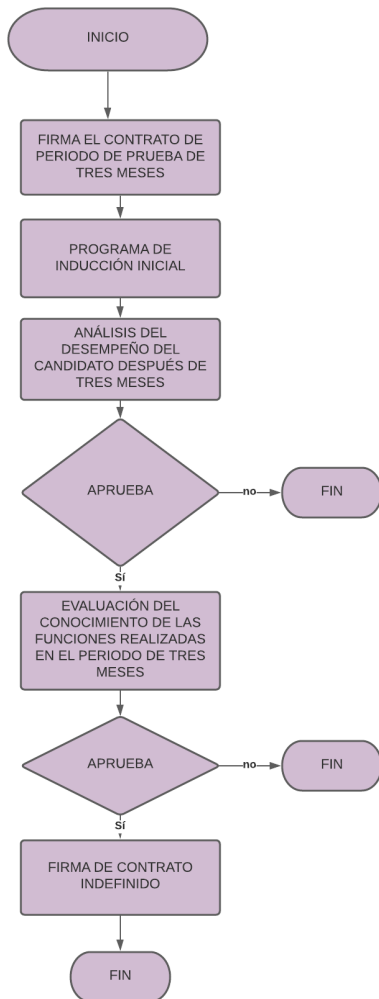 INICIO
FIRMA EL CONTRATO DE
PERIODO DE PRUEBA DE
TRES MESES
PROGRAMA DE
INDUCCIÓN INICIAL
ANÁLISIS DEL
DESEMPEÑO DEL
CANDIDATO DESPUÉS DE
TRES MESES
APRUEBA
no
FIN
Sí
EVALUACIÓN DEL
CONOCIMIENTO DE LAS
FUNCIONES REALIZADAS
EN EL PERIODO DE TRES
MESES
APRUEBA
no
FIN
Sí
FIRMA DE CONTRATO
INDEFINIDO
FIN